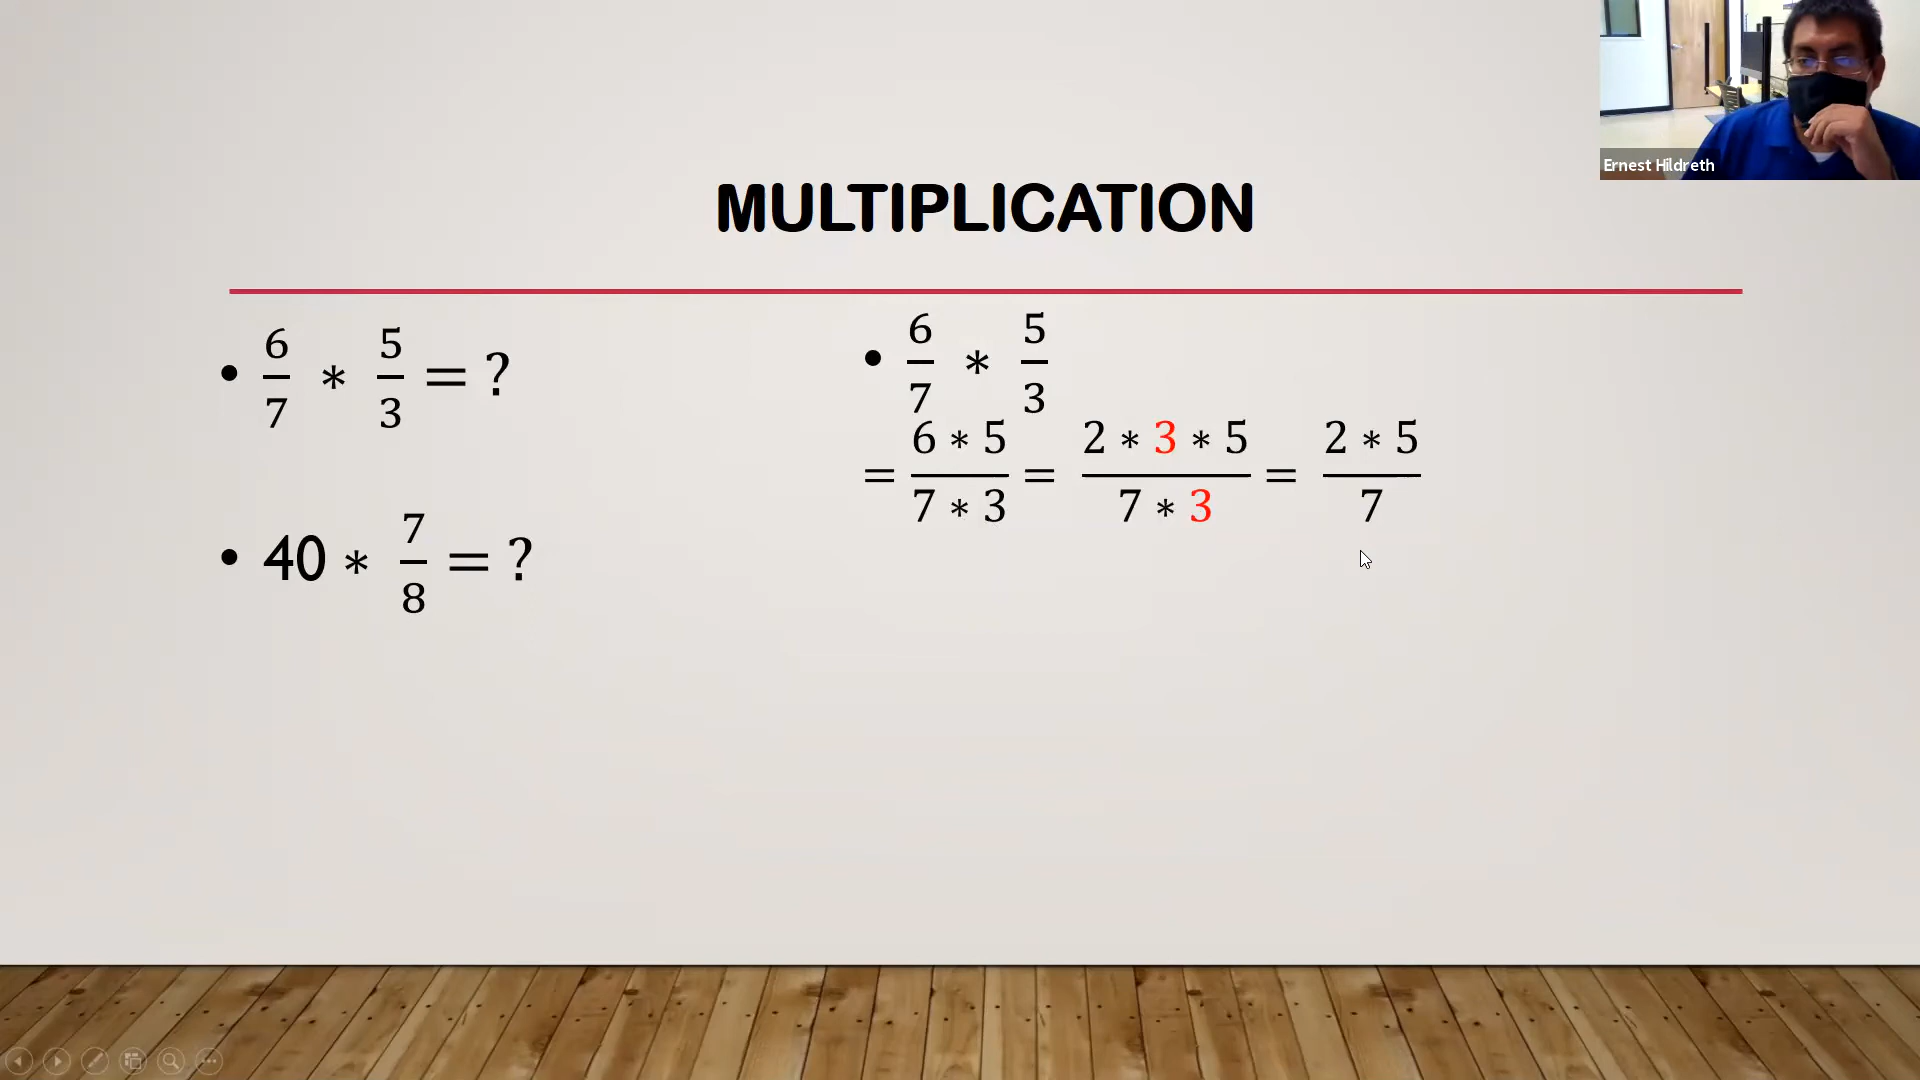 Ernest Hildreth
MULTIPLICATION
• 6/7 * 5/3 = ?
• 40 * 7/8 = ?
• 6/7 * 5/3
= (6 * 5)/(7 * 3) = (2 * 3 * 5)/(7 * 3) = (2 * 5)/7